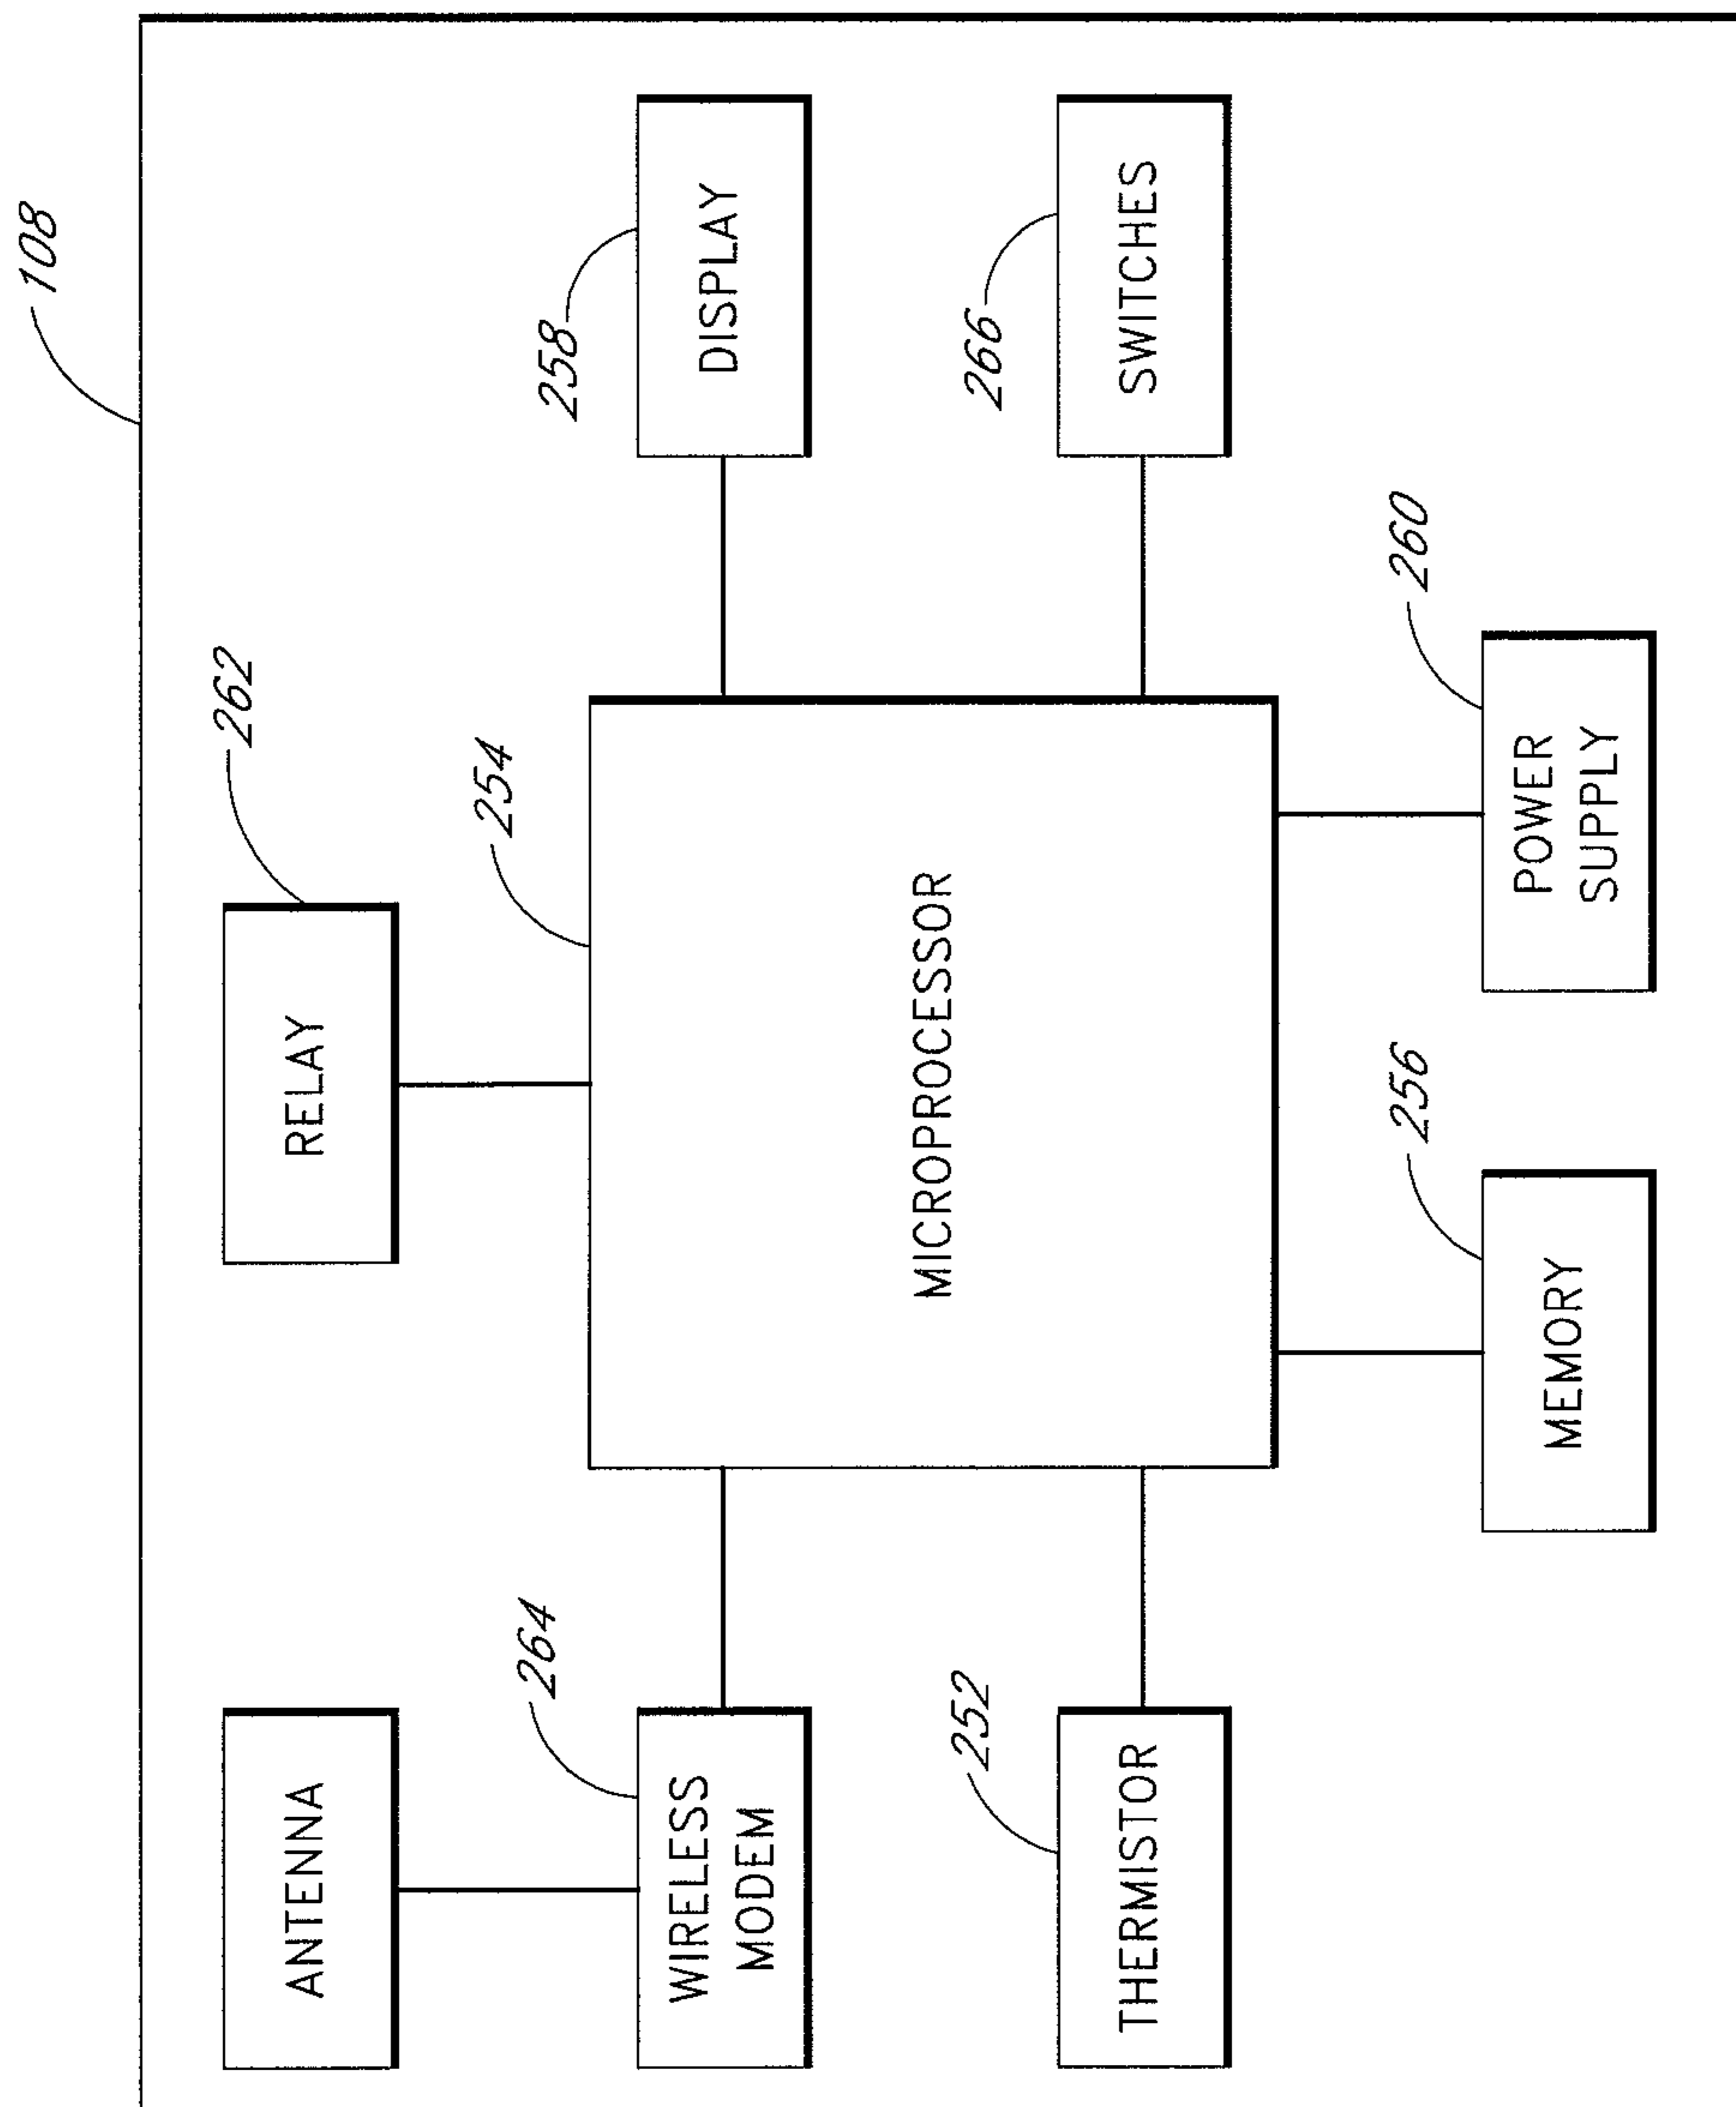 108
262
ANTENNA
RELAY
264
254
258
WIRELESS
MODEM
DISPLAY
MICROPROCESSOR
252
266
THERMISTOR
SWITCHES
256
260
MEMORY
POWER
SUPPLY